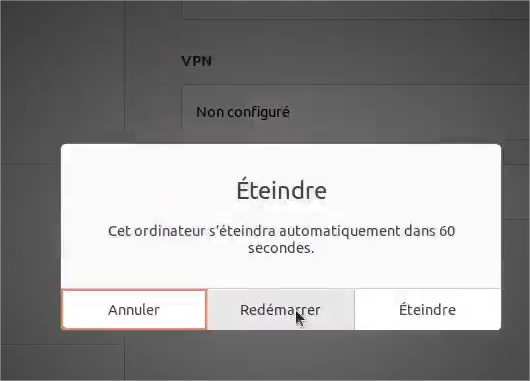 VPN
Non configuré
Éteindre
Cet ordinateur s’éteindra automatiquement dans 60
secondes.
Annuler
Redémarrer
Éteindre